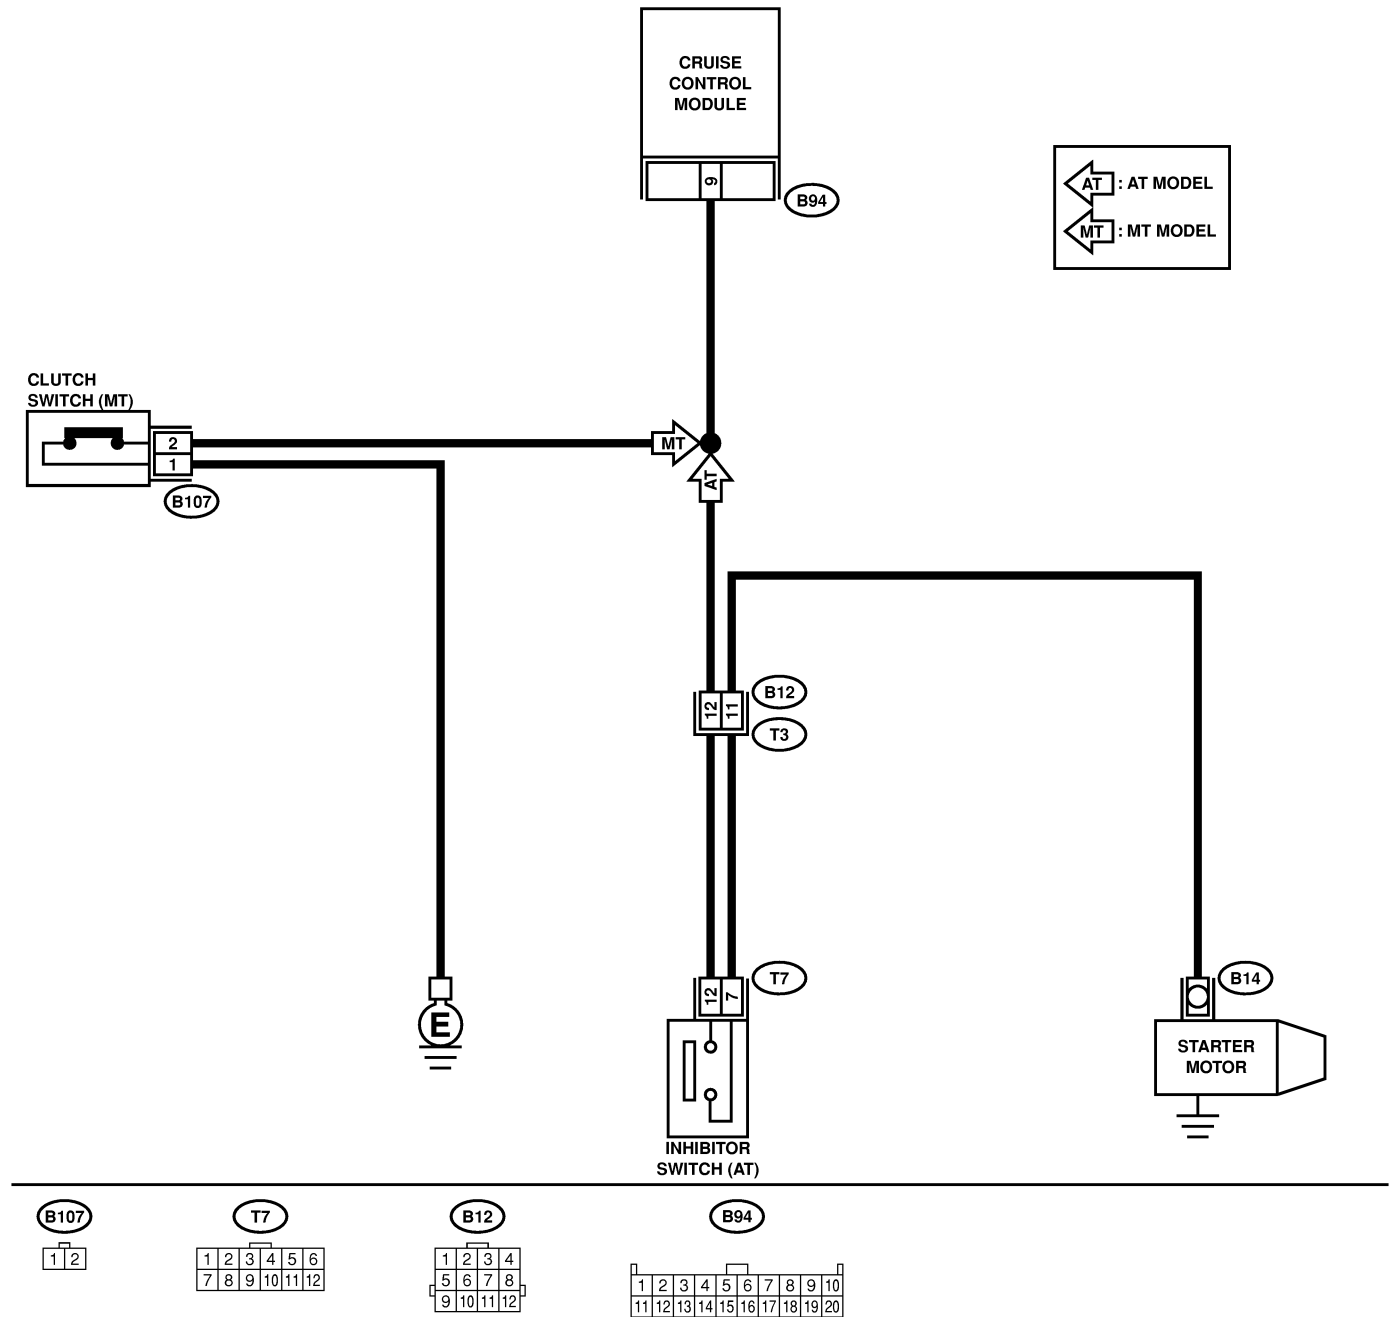 CRUISE
CONTROL
MODULE
9
B94
AT : AT MODEL
MT : MT MODEL
CLUTCH
SWITCH (MT)
2
1
B107
MT
AT
12 11
B12
T3
12 7
T7
B14
E
STARTER
MOTOR
INHIBITOR
SWITCH (AT)
B107 T7 B12 B94
1 2
1 2 3 4 5 6
7 8 9 10 11 12
1 2 3 4
5 6 7 8
9 10 11 12
1 2 3 4 5 6 7 8 9 10
11 12 13 14 15 16 17 18 19 20